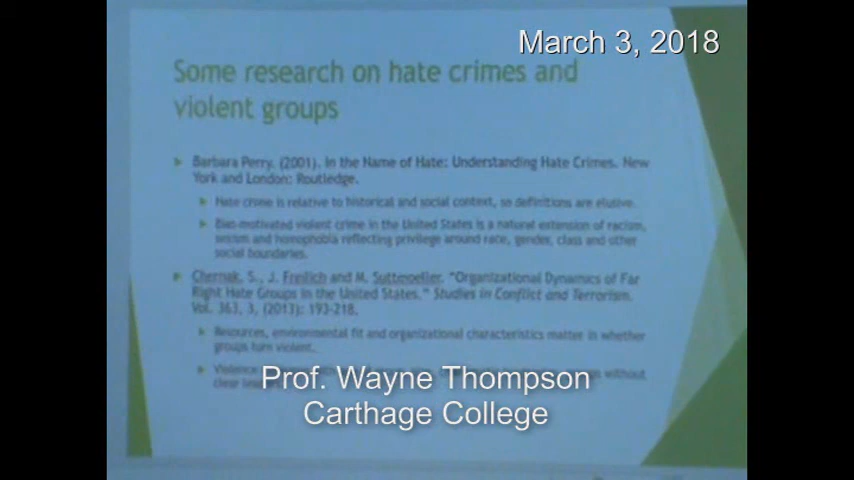 March 3, 2018
Some research on hate crimes and
violent groups
Barbara Perry. (2001). In the Name of Hate: Understanding Hate Crimes. New
York and London: Routledge.
Hate crime is relative to historical and social context, so definitions are elusive.
Bias-motivated violent crime in the United States is a natural extension of racism,
sexism and homophobia reflecting privilege around race, gender, class and other
social boundaries.
Chermak, S., J. Freilich and M. Suttmoeller. "Organizational Dynamics of Far
Right Hate Groups in the United States." Studies in Conflict and Terrorism.
Vol. 363, 3, (2013): 193-218.
Resources, environmental fit and organizational characteristics matter in whether
groups turn violent.
Violence without
clear
Prof. Wayne Thompson
Carthage College